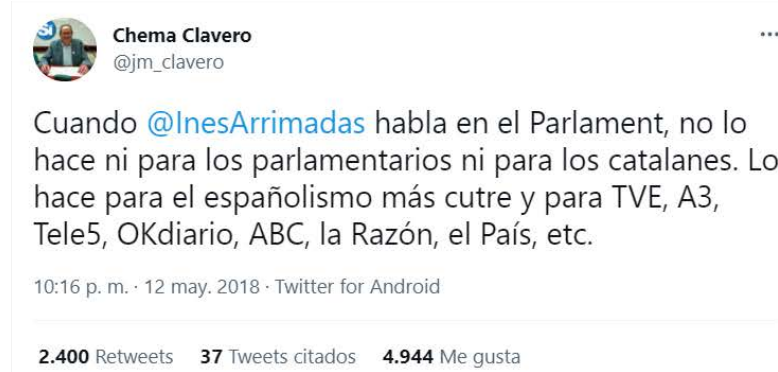 Sí
Chema Clavero
@jm_clavero
Cuando @InesArrimadas habla en el Parlament, no lo
hace ni para los parlamentarios ni para los catalanes. Lo
hace para el españolismo más cutre y para TVE, A3,
Tele5, OKdiario, ABC, la Razón, el País, etc.
10:16 p. m. · 12 may. 2018 · Twitter for Android
2.400 Retweets 37 Tweets citados 4.944 Me gusta